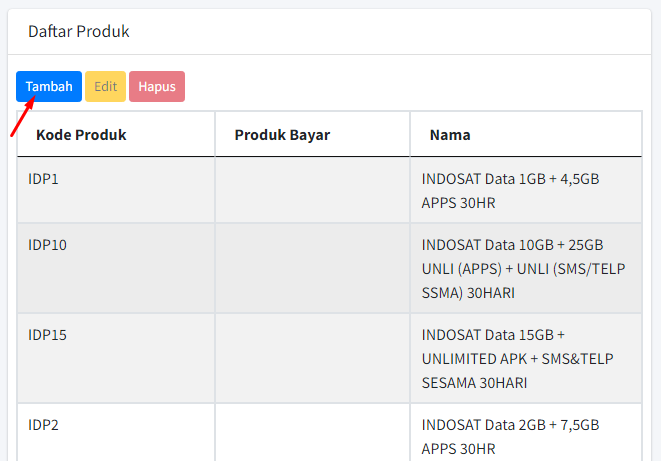 Daftar Produk
Tambah Edit Hapus
Kode Produk Produk Bayar Nama
IDP1 INDOSAT Data 1GB + 4,5GB
APPS 30HR
IDP10 INDOSAT Data 10GB + 25GB
UNLI (APPS) + UNLI (SMS/TELP
SSMA) 30HARI
IDP15 INDOSAT Data 15GB +
UNLIMITED APK + SMS&TELP
SESAMA 30HARI
IDP2 INDOSAT Data 2GB + 7,5GB
APPS 30HR